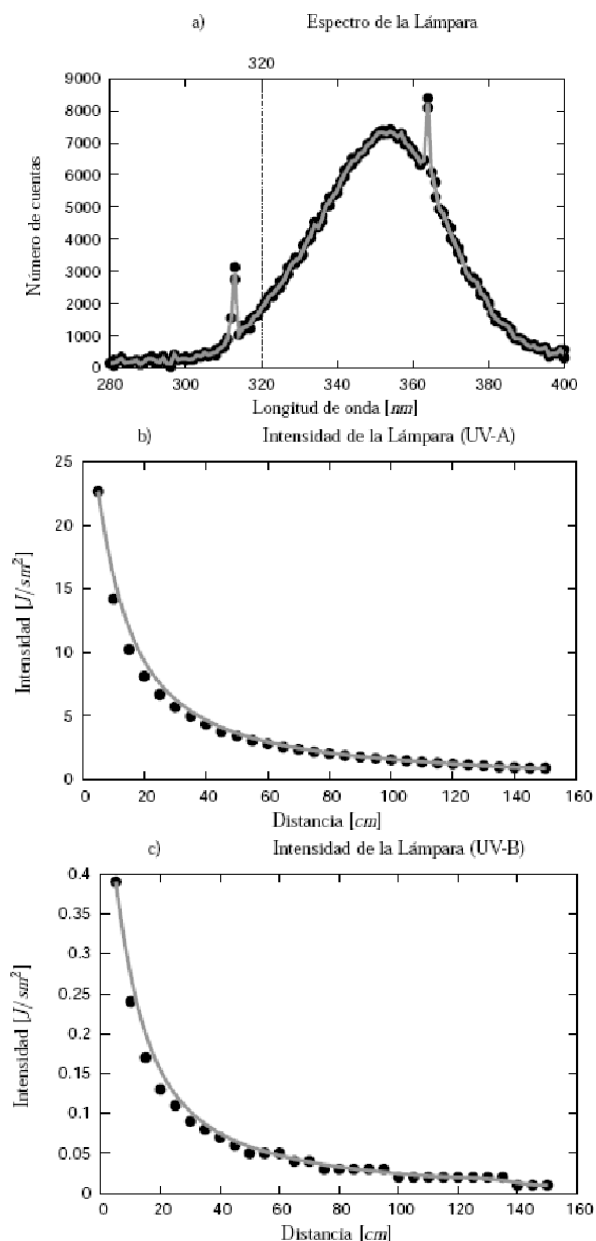 a) Espectro de la Lámpara
320
9000
8000
7000
6000
5000
4000
3000
2000
1000
0
Número de cuentas
280 300 320 340 360 380 400
Longitud de onda [nm]
b) Intensidad de la Lámpara (UV-A)
25
20
15
10
5
0
Intensidad [J/sm²]
0 20 40 60 80 100 120 140 160
Distancia [cm]
c) Intensidad de la Lámpara (UV-B)
0.4
0.35
0.3
0.25
0.2
0.15
0.1
0.05
0
Intensidad [J/sm²]
0 20 40 60 80 100 120 140 160
Distancia [cm]